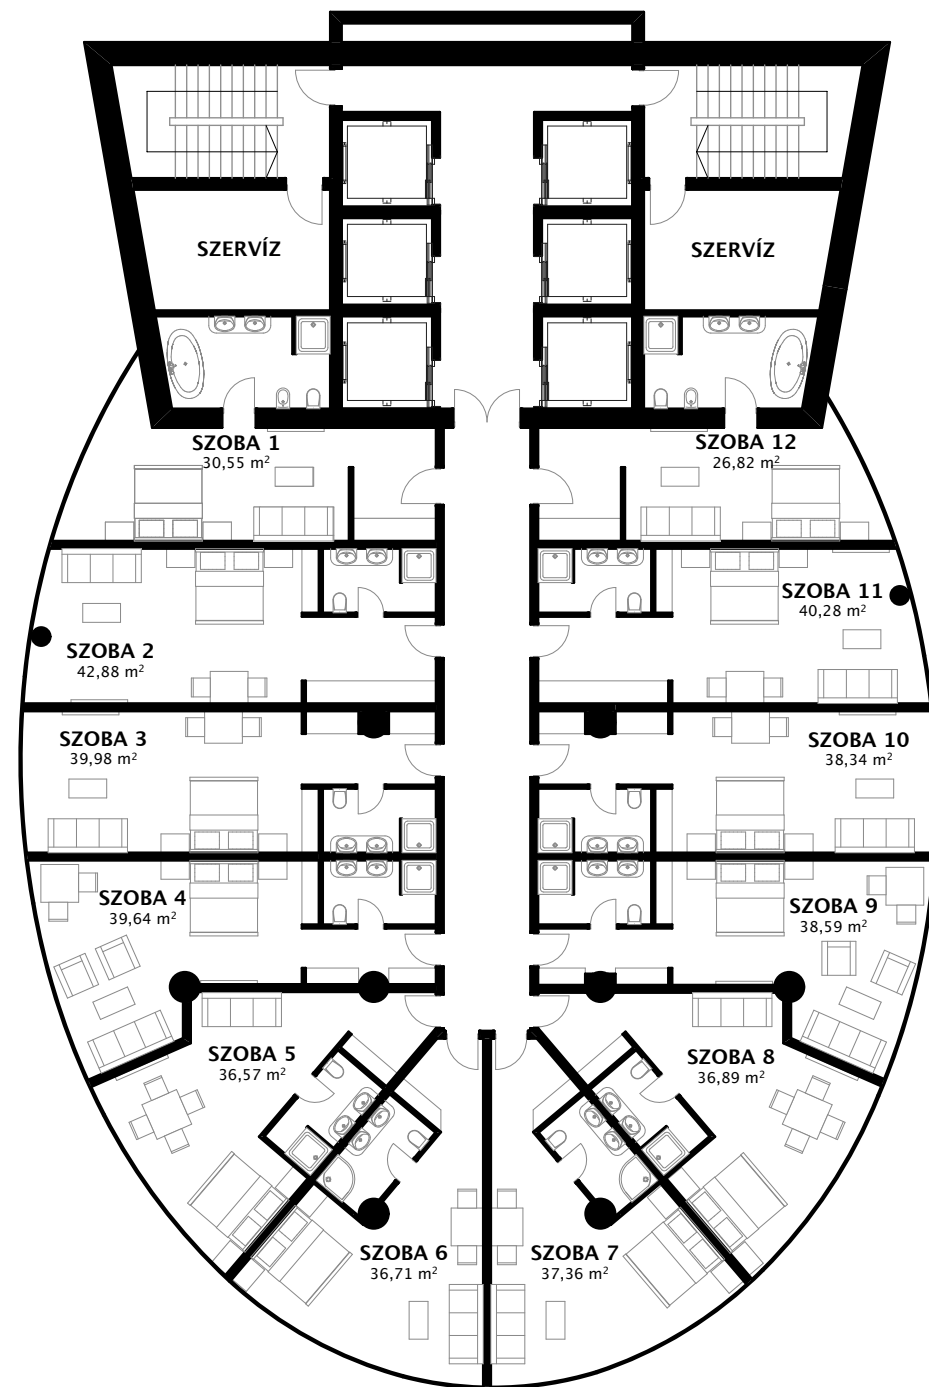 SZERVÍZ
SZERVÍZ
SZOBA 1
30,55 m²
SZOBA 12
26,82 m²
SZOBA 11
40,28 m²
SZOBA 2
42,88 m²
SZOBA 3
39,98 m²
SZOBA 10
38,34 m²
SZOBA 4
39,64 m²
SZOBA 9
38,59 m²
SZOBA 5
36,57 m²
SZOBA 8
36,89 m²
SZOBA 6
36,71 m²
SZOBA 7
37,36 m²